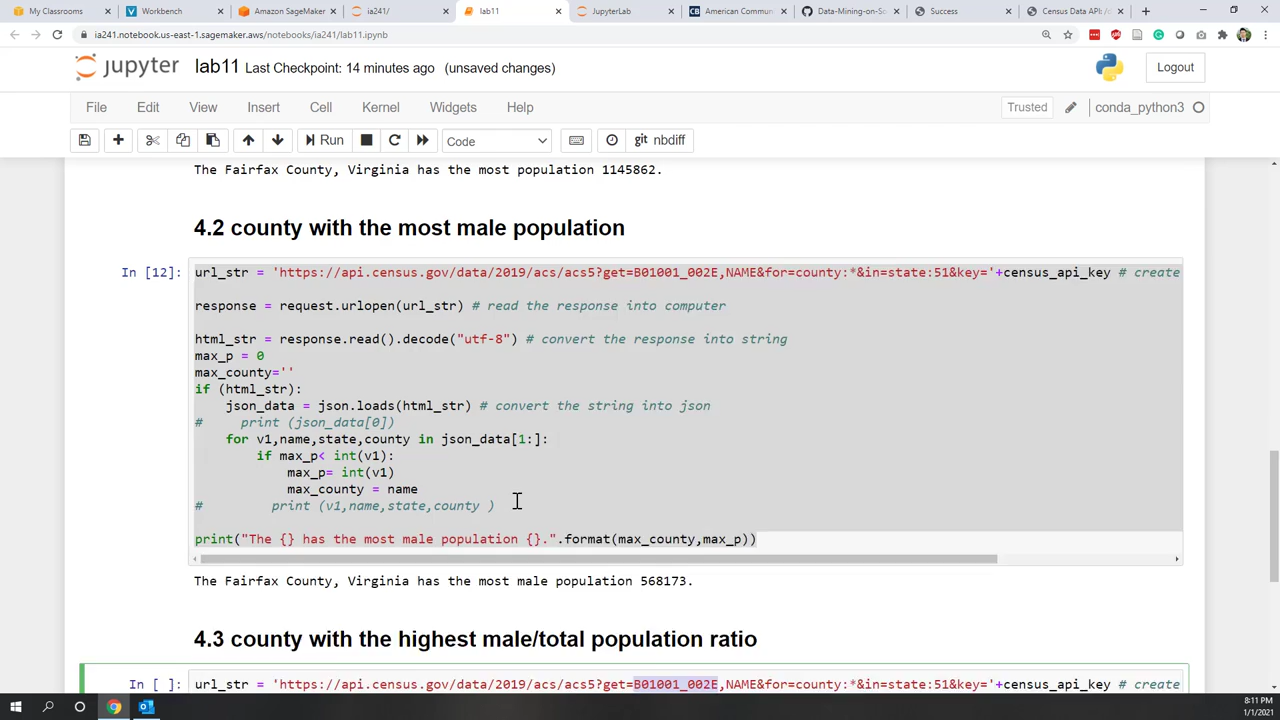 My Classrooms
Workbench
Amazon SageMaker
ia241/
lab11
JupyterLab
American Commun
Data-Mining-on-So
Success
Census Data API: /
ia241.notebook.us-east-1.sagemaker.aws/notebooks/ia241/lab11.ipynb
jupyter lab11 Last Checkpoint: 14 minutes ago (unsaved changes)
Logout
File Edit View Insert Cell Kernel Widgets Help
Trusted
conda_python3
Run
Code
nbdiff
The Fairfax County, Virginia has the most population 1145862.
4.2 county with the most male population
In [12]:
url_str = 'https://api.census.gov/data/2019/acs/acs5?get=B01001_002E,NAME&for=county:*&in=state:51&key='+census_api_key # create
response = request.urlopen(url_str) # read the response into computer
html_str = response.read().decode("utf-8") # convert the response into string
max_p = 0
max_county=''
if (html_str):
json_data = json.loads(html_str) # convert the string into json
# print (json_data[0])
for v1,name,state,county in json_data[1:]:
if max_p< int(v1):
max_p= int(v1)
max_county = name
# print (v1,name,state,county )
print("The {} has the most male population {}.".format(max_county,max_p))
The Fairfax County, Virginia has the most male population 568173.
4.3 county with the highest male/total population ratio
In [ ]:
url_str = 'https://api.census.gov/data/2019/acs/acs5?get=B01001_002E,NAME&for=county:*&in=state:51&key='+census_api_key # create
8:11 PM
1/1/2021